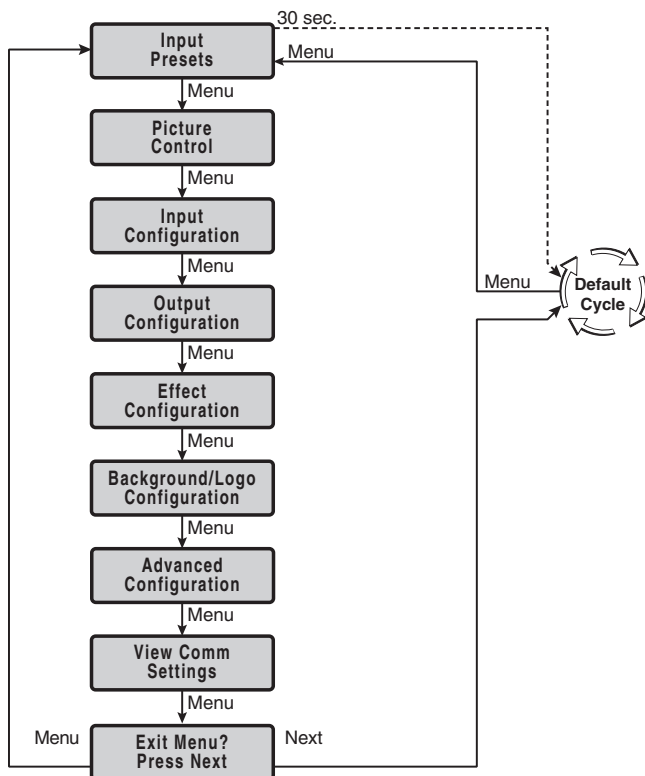 30 sec.
Input
Presets
Menu
Menu
Picture
Control
Menu
Input
Configuration
Menu
Output
Configuration
Menu
Default
Cycle
Menu
Effect
Configuration
Menu
Background/Logo
Configuration
Menu
Advanced
Configuration
Menu
View Comm
Settings
Menu
Menu
Exit Menu?
Press Next
Next